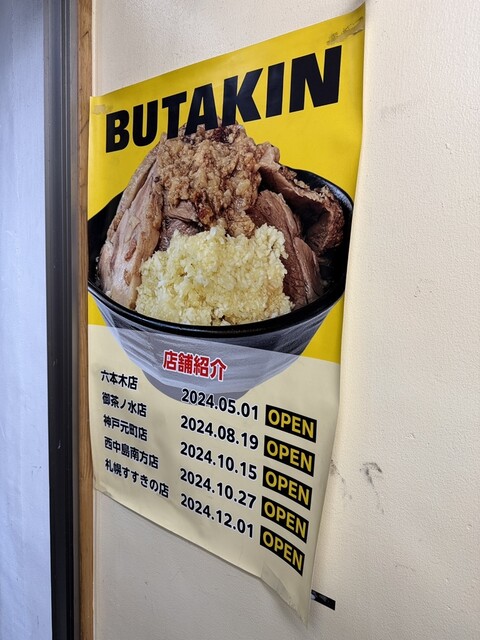 BUTAKIN
店舗紹介
六本木店 2024.05.01 OPEN
御茶ノ水店 2024.08.19 OPEN
神戸元町店 2024.10.15 OPEN
西中島南方店 2024.10.27 OPEN
札幌すすきの店 2024.12.01 OPEN